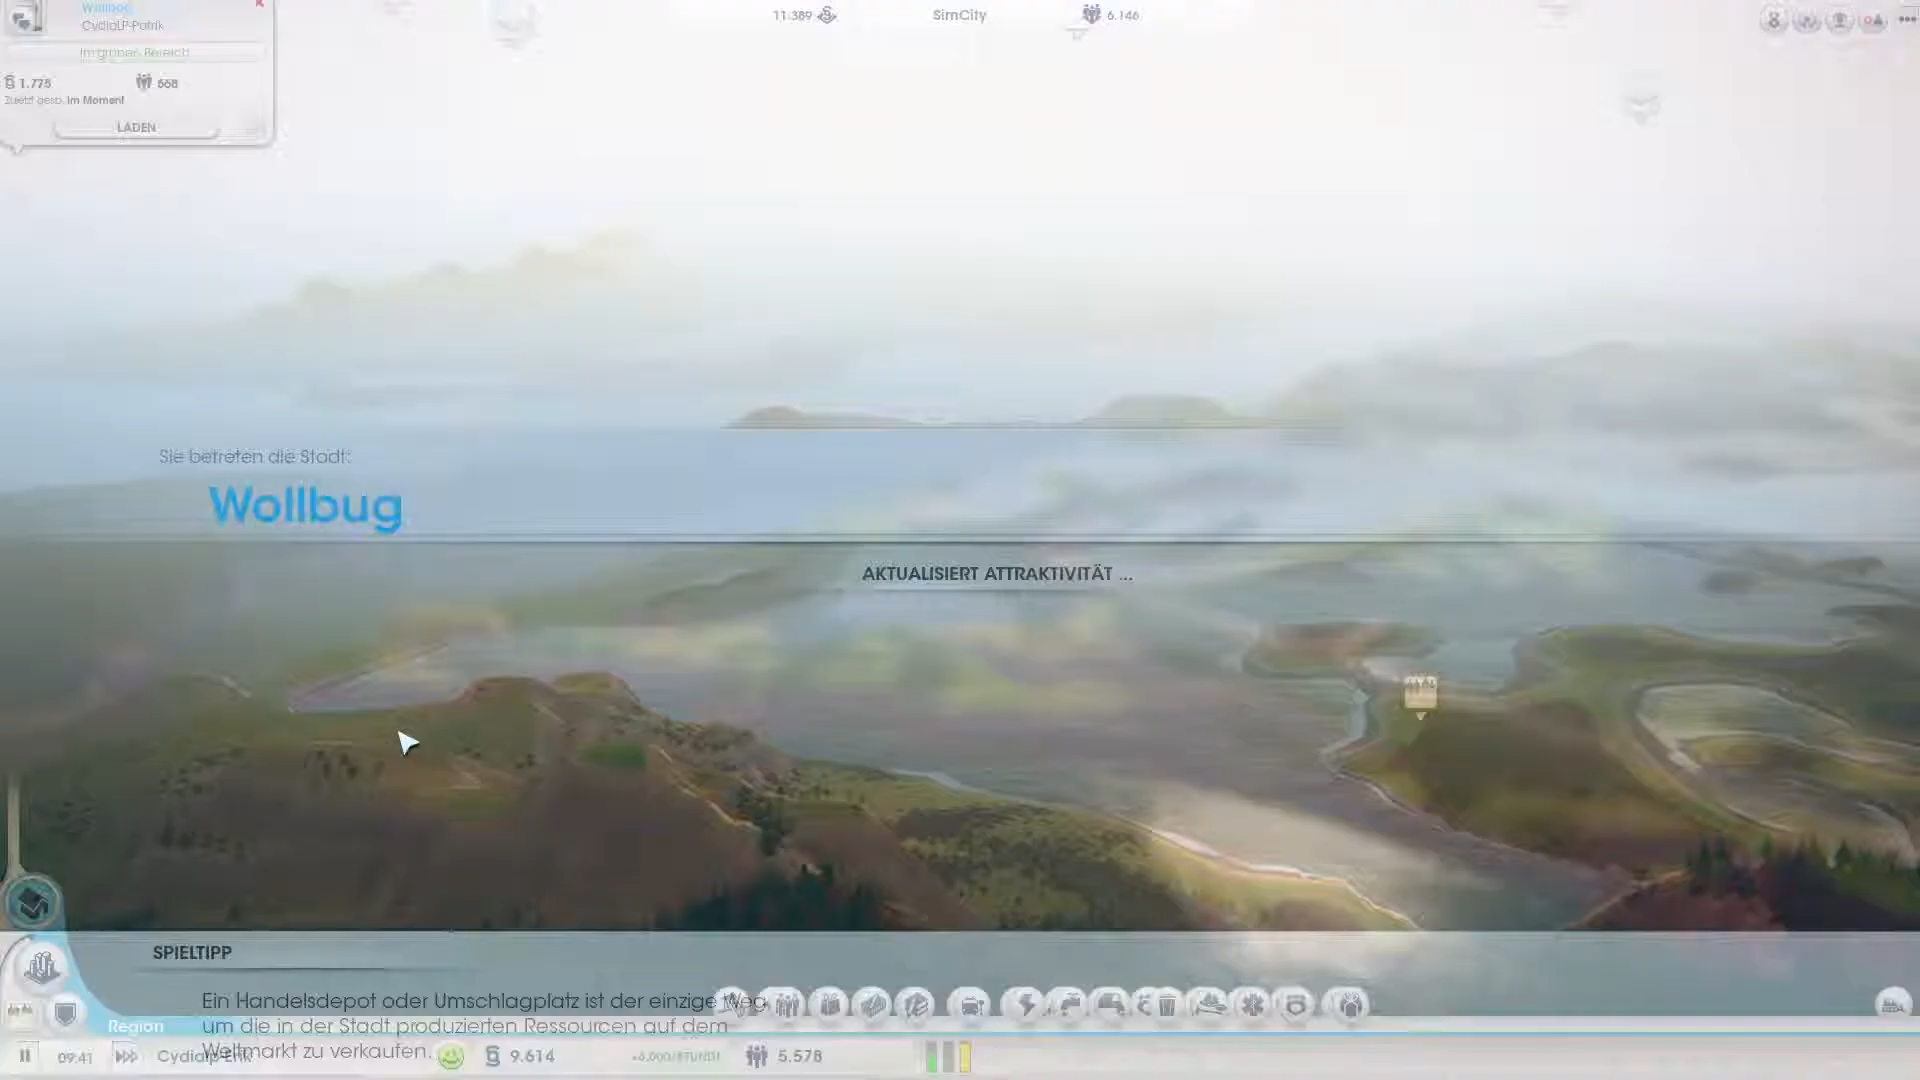 Wollbug
CydialP-Patrik
Im grünen Bereich
1.775
668
Im Moment
LADEN
11.389
SimCity
6.146
Sie betreten die Stadt:
Wollbug
AKTUALISIERT ATTRAKTIVITÄT ...
SPIELTIPP
Ein Handelsdepot oder Umschlagplatz ist der einzige Weg,
um die in der Stadt produzierten Ressourcen auf dem
Weltmarkt zu verkaufen.
Region
09:41
9.614
5.578